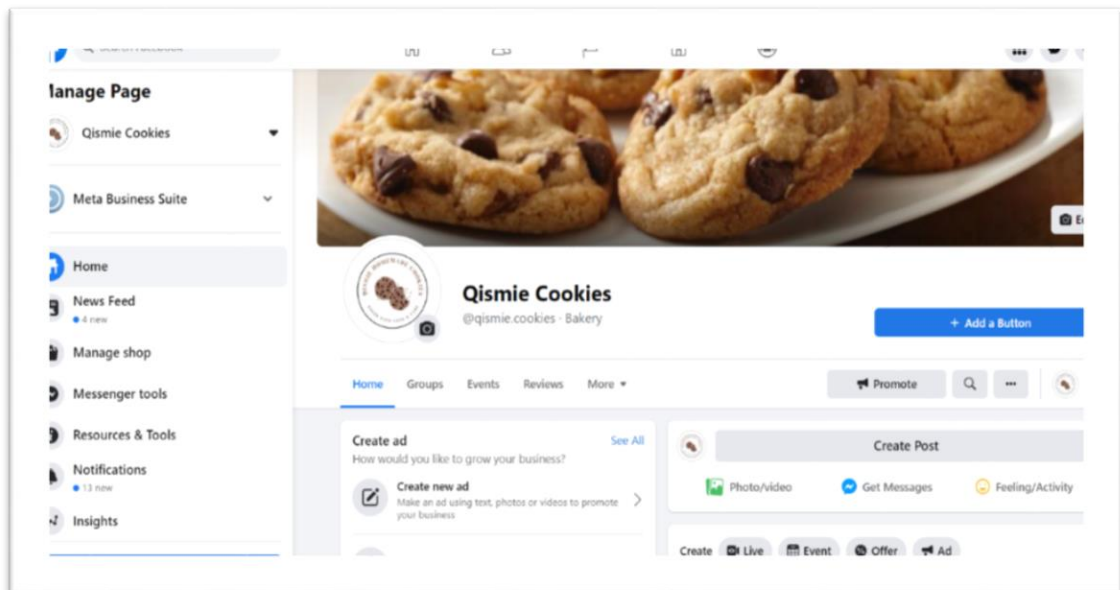 Manage Page
Qismie Cookies
Meta Business Suite
Home
News Feed
4 new
Manage shop
Messenger tools
Resources & Tools
Notifications
13 new
Insights
Qismie Cookies
@qismie.cookies · Bakery
+ Add a Button
Home Groups Events Reviews More
Promote
Create ad See All
How would you like to grow your business?
Create new ad
Make an ad using text, photos or videos to promote
your business
Create Post
Photo/video Get Messages Feeling/Activity
Create Live Event Offer Ad